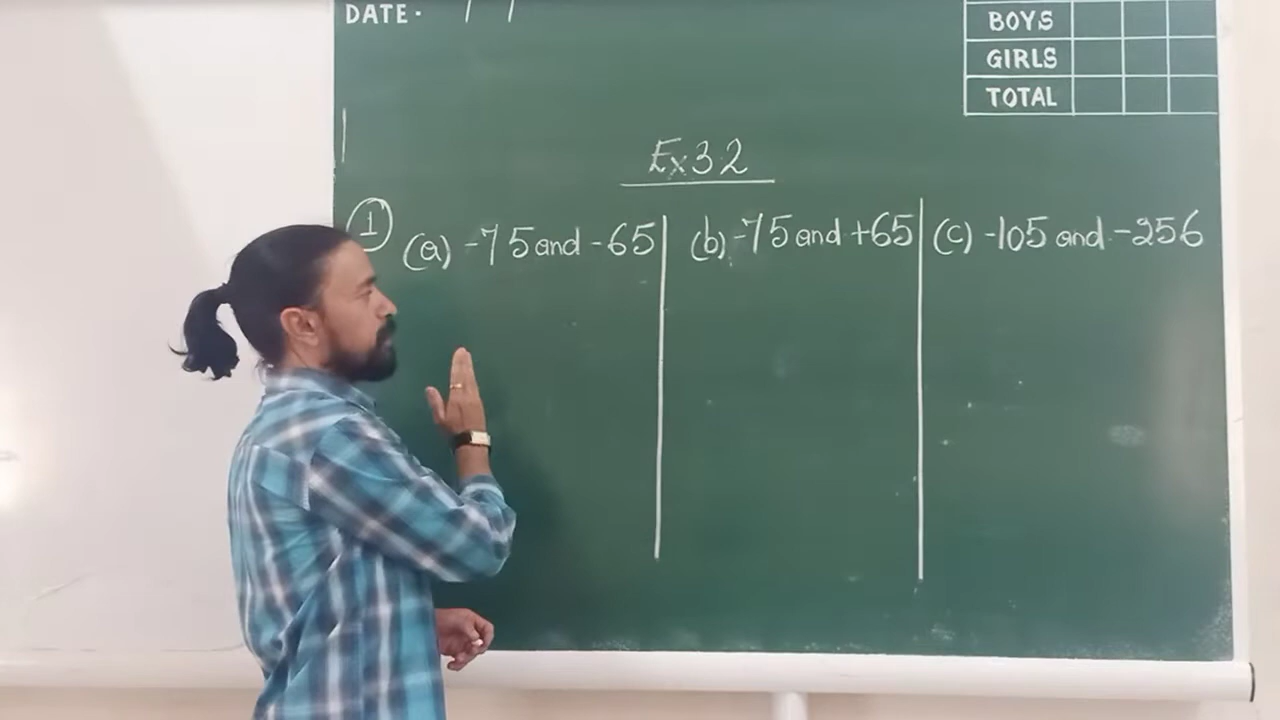 DATE· / /
BOYS
GIRLS
TOTAL
Ex 3.2
1 (a) -75 and -65 (b) -75 and +65 (c) -105 and -256